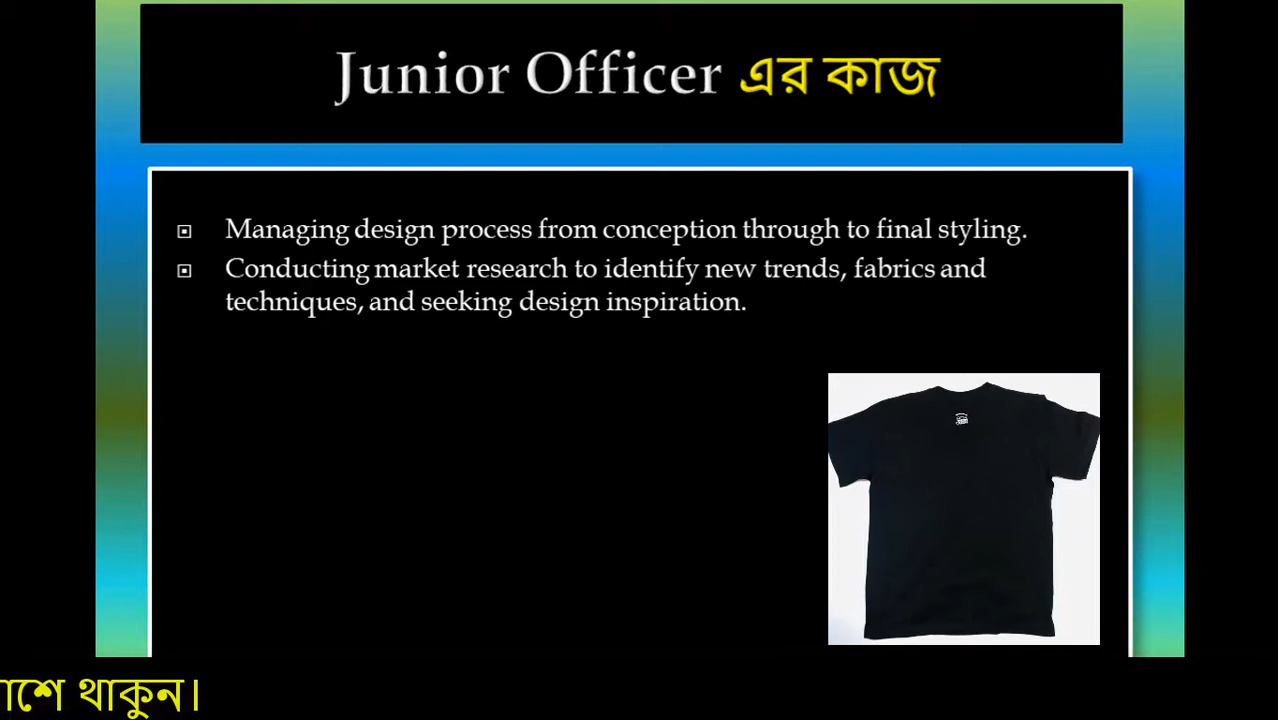 Junior Officer এর কাজ
Managing design process from conception through to final styling.
Conducting market research to identify new trends, fabrics and
techniques, and seeking design inspiration.
থাকুন।